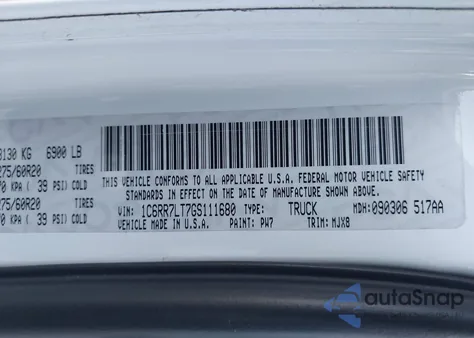 3130 KG 6900 LB
275/60R20 TIRES
0 KPA ( 39 PSI) COLD
275/60R20 TIRES
0 KPA ( 39 PSI) COLD
THIS VEHICLE CONFORMS TO ALL APPLICABLE U.S.A. FEDERAL MOTOR VEHICLE SAFETY
STANDARDS IN EFFECT ON THE DATE OF MANUFACTURE SHOWN ABOVE.
VIN: 1C6RR7LT7GS111680 TYPE: TRUCK MDH: 090306 517AA
VEHICLE MADE IN U.S.A. PAINT: PW7 TRIM: MJX8
autoSnap